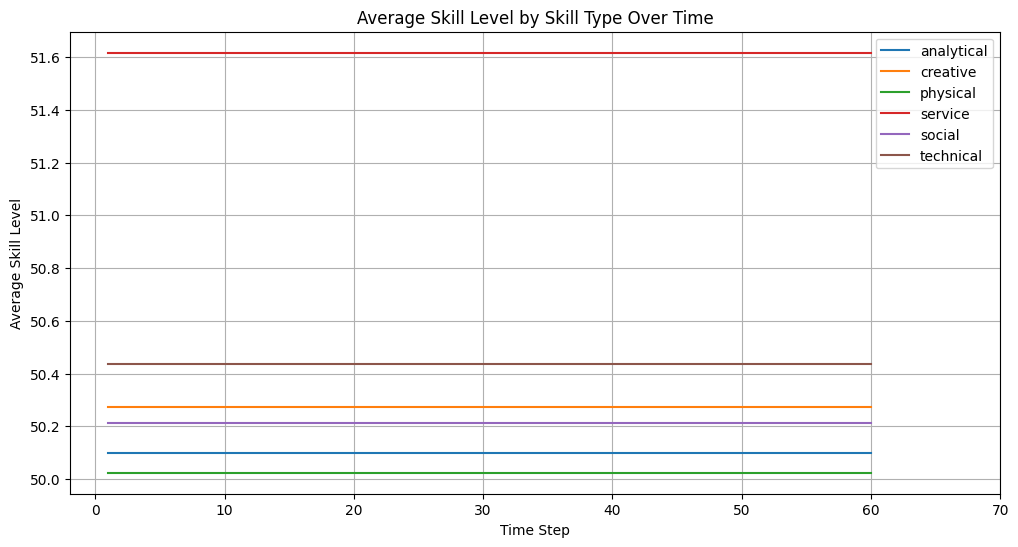 Average Skill Level by Skill Type Over Time
51.6
51.4
51.2
51.0
50.8
50.6
50.4
50.2
50.0
Average Skill Level
analytical
creative
physical
service
social
technical
0 10 20 30 40 50 60 70
Time Step